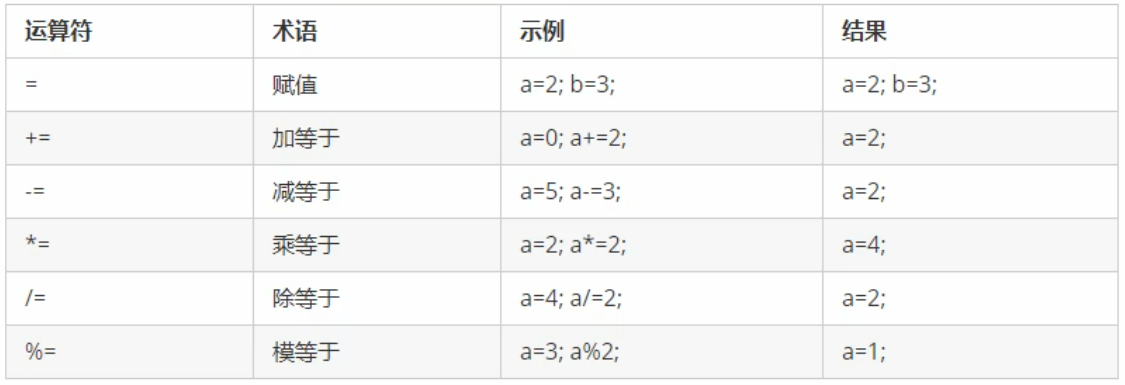 运算符 术语 示例 结果
= 赋值 a=2; b=3; a=2; b=3;
+= 加等于 a=0; a+=2; a=2;
-= 减等于 a=5; a-=3; a=2;
*= 乘等于 a=2; a*=2; a=4;
/= 除等于 a=4; a/=2; a=2;
%= 模等于 a=3; a%2; a=1;